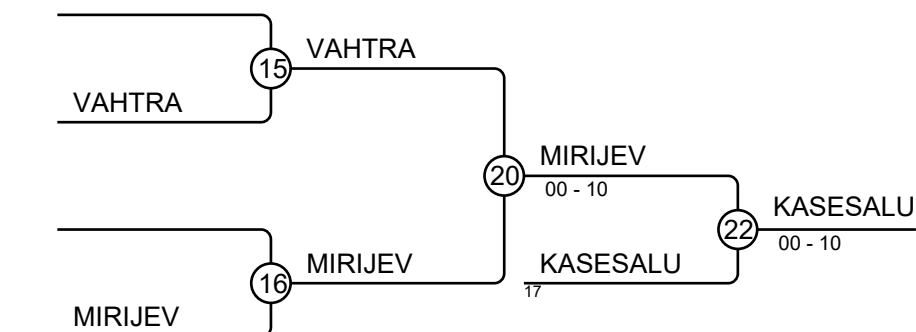 VAHTRA
15
VAHTRA
MIRIJEV
20
00 - 10
KASESALU
22
00 - 10
MIRIJEV
16
KASESALU
17
MIRIJEV